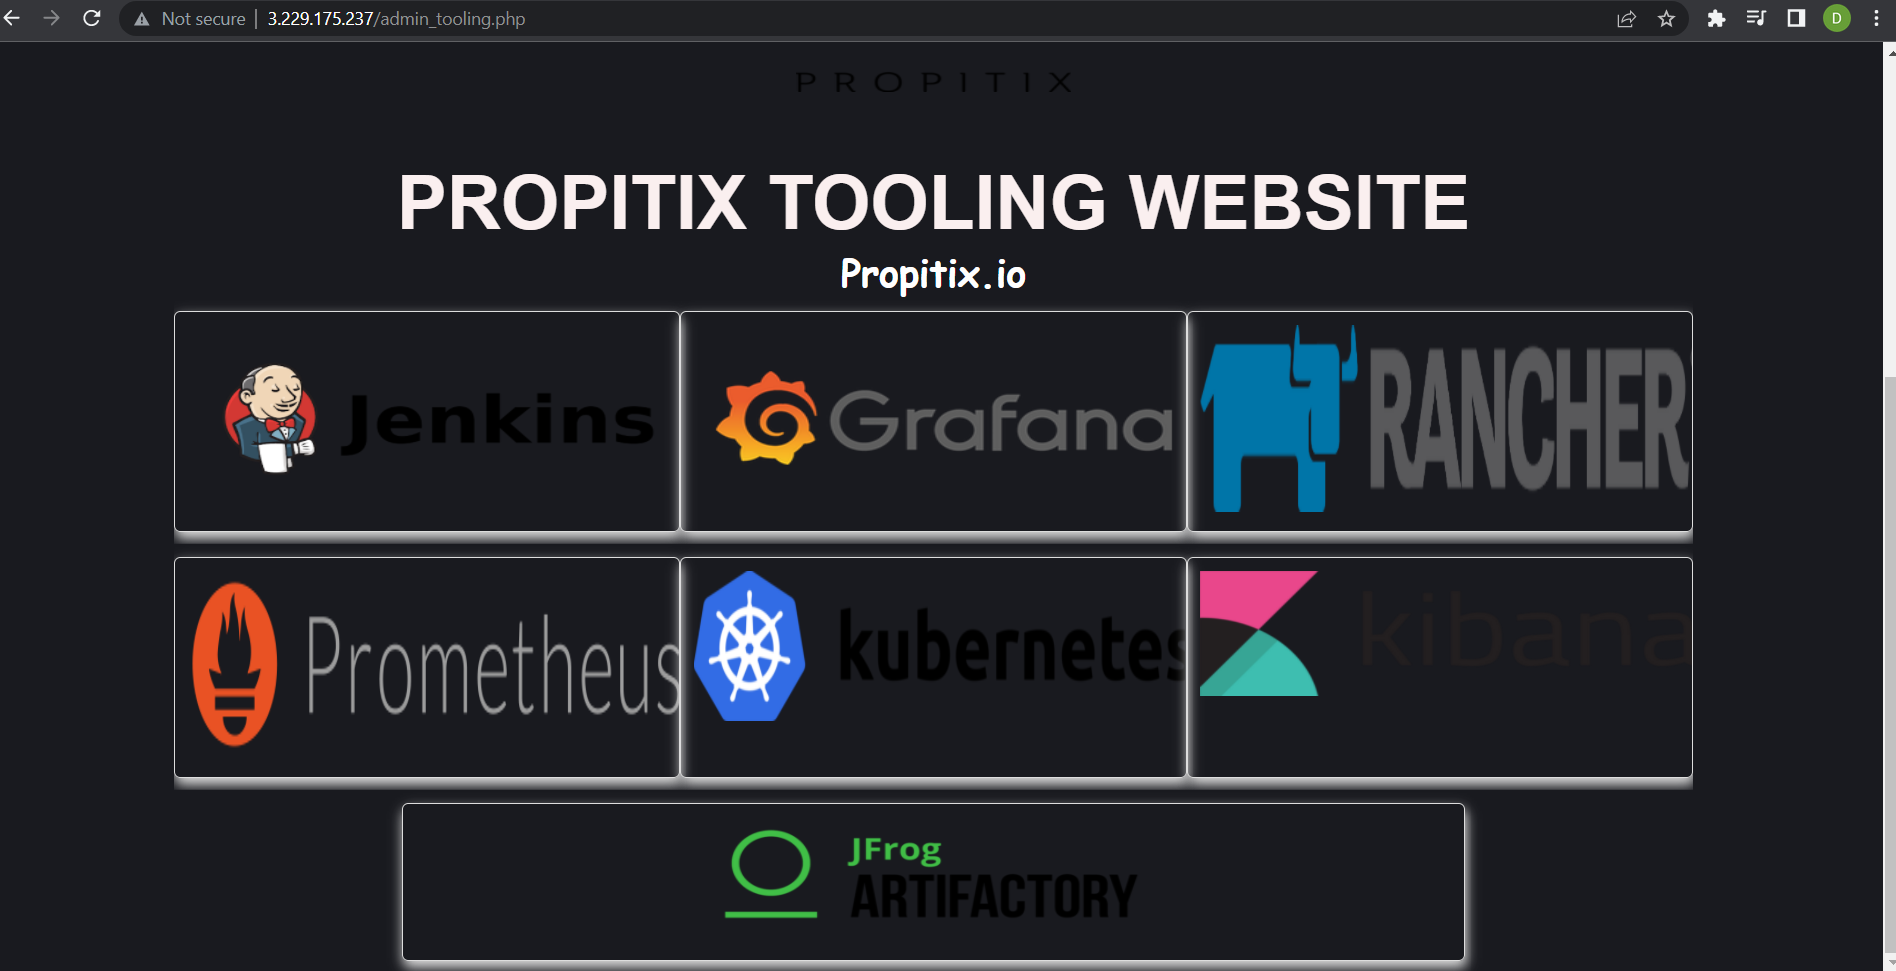 Not secure | 3.229.175.237/admin_tooling.php
D
PROPITIX
PROPITIX TOOLING WEBSITE
Propitix.io
Jenkins
Grafana
RANCHER
Prometheus
kubernetes
kibana
JFrog
ARTIFACTORY